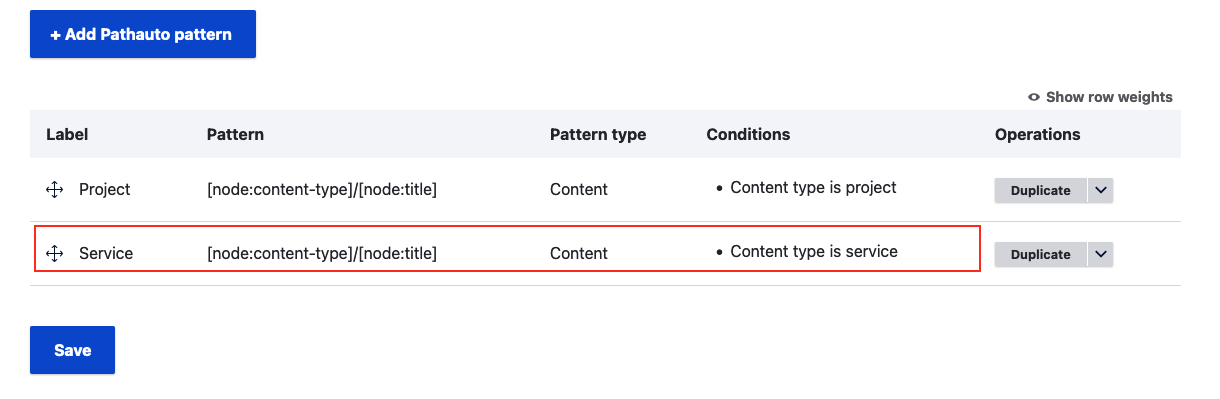 + Add Pathauto pattern
Show row weights
Label Pattern Pattern type Conditions Operations
Project [node:content-type]/[node:title] Content • Content type is project Duplicate
Service [node:content-type]/[node:title] Content • Content type is service Duplicate
Save